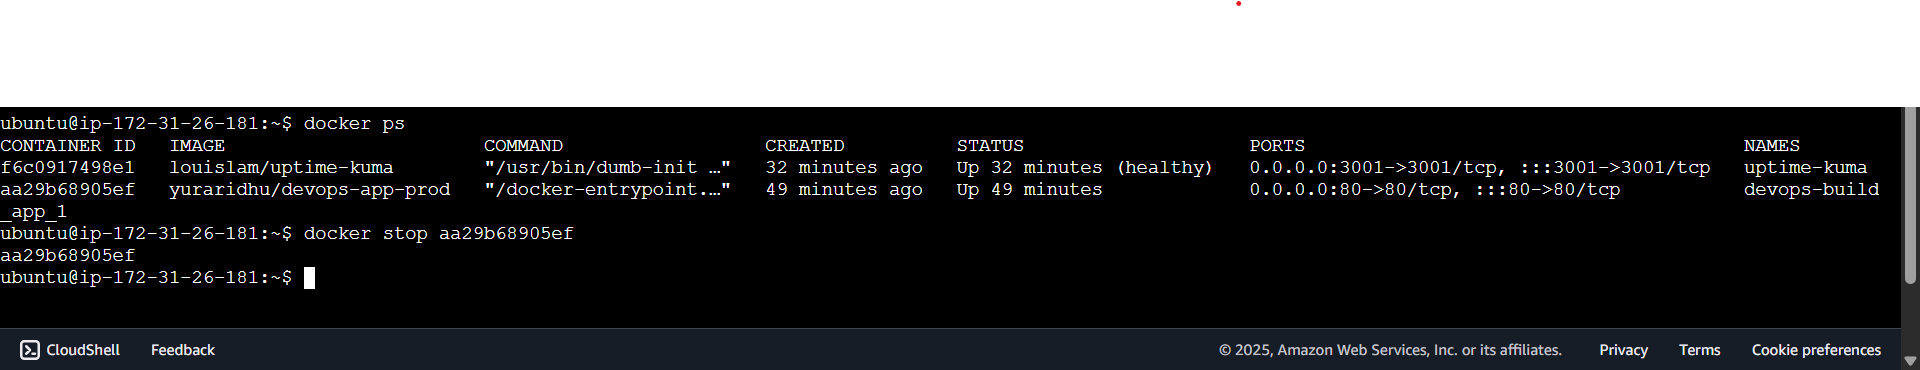 ubuntu@ip-172-31-26-181:~$ docker ps
CONTAINER ID   IMAGE                       COMMAND                  CREATED          STATUS                    PORTS                                       NAMES
f6c0917498e1   louislam/uptime-kuma        "/usr/bin/dumb-init …"   32 minutes ago   Up 32 minutes (healthy)   0.0.0.0:3001->3001/tcp, :::3001->3001/tcp   uptime-kuma
aa29b68905ef   yuraridhu/devops-app-prod   "/docker-entrypoint.…"   49 minutes ago   Up 49 minutes             0.0.0.0:80->80/tcp, :::80->80/tcp           devops-build
_app_1
ubuntu@ip-172-31-26-181:~$ docker stop aa29b68905ef
aa29b68905ef
ubuntu@ip-172-31-26-181:~$
CloudShell Feedback © 2025, Amazon Web Services, Inc. or its affiliates. Privacy Terms Cookie preferences